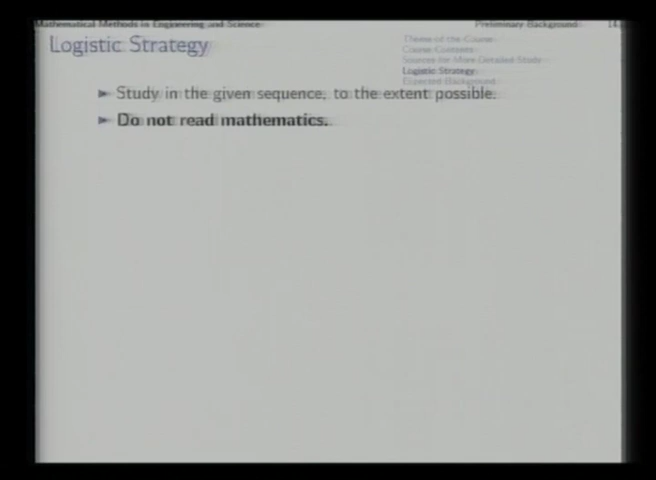 Mathematical Methods in Engineering and Science
Preliminary Background
Logistic Strategy
Theme of the Course
Course Contents
Sources for More Detailed Study
Logistic Strategy
Expected Background
Study in the given sequence, to the extent possible.
Do not read mathematics.